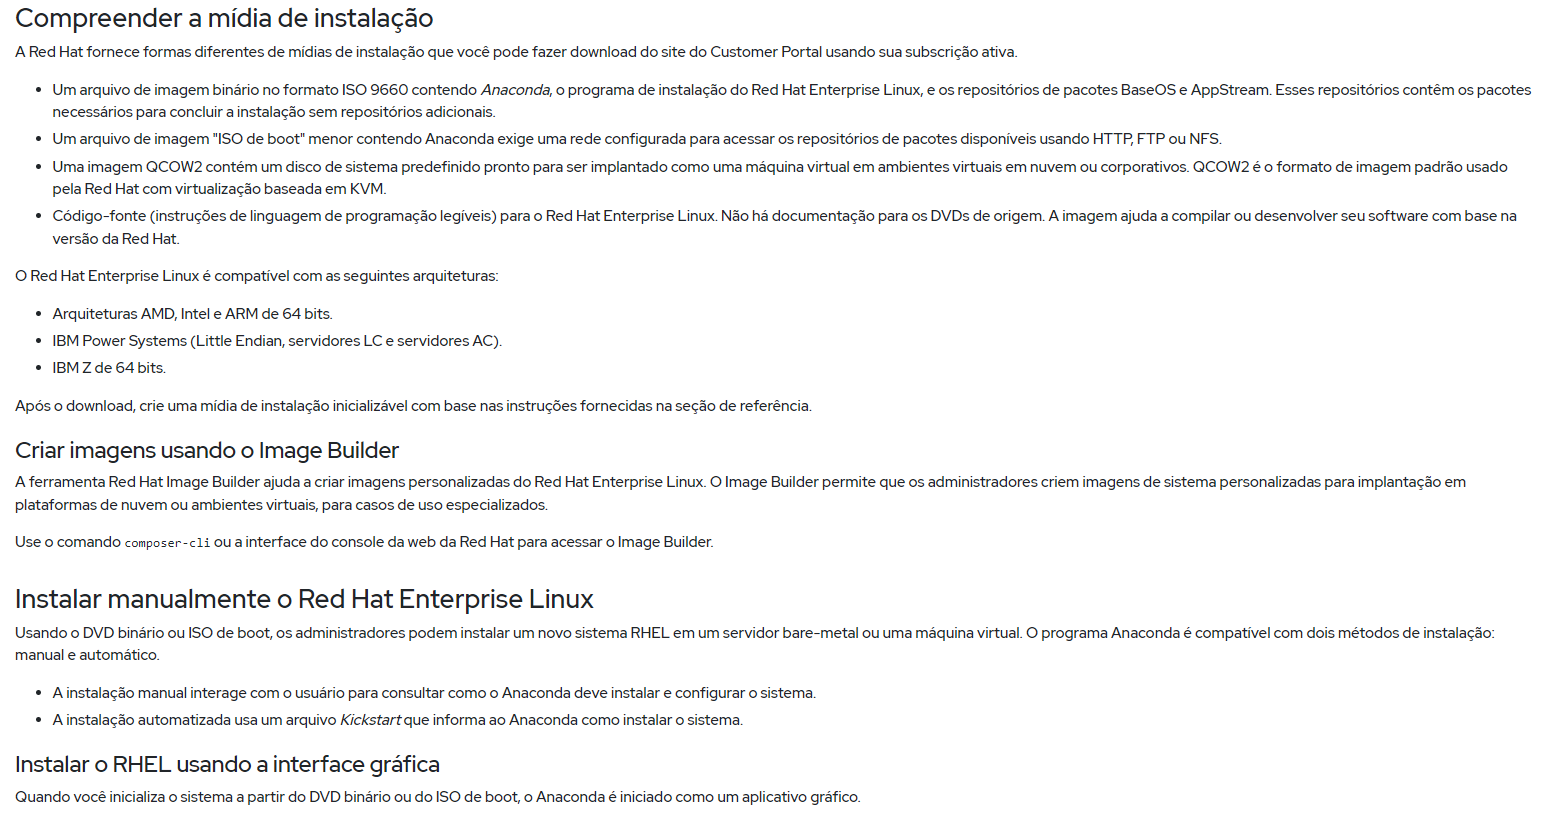 Compreender a mídia de instalação
A Red Hat fornece formas diferentes de mídias de instalação que você pode fazer download do site do Customer Portal usando sua subscrição ativa.
• Um arquivo de imagem binário no formato ISO 9660 contendo Anaconda, o programa de instalação do Red Hat Enterprise Linux, e os repositórios de pacotes BaseOS e AppStream. Esses repositórios contêm os pacotes
necessários para concluir a instalação sem repositórios adicionais.
• Um arquivo de imagem "ISO de boot" menor contendo Anaconda exige uma rede configurada para acessar os repositórios de pacotes disponíveis usando HTTP, FTP ou NFS.
• Uma imagem QCOW2 contém um disco de sistema predefinido pronto para ser implantado como uma máquina virtual em ambientes virtuais em nuvem ou corporativos. QCOW2 é o formato de imagem padrão usado
pela Red Hat com virtualização baseada em KVM.
• Código-fonte (instruções de linguagem de programação legíveis) para o Red Hat Enterprise Linux. Não há documentação para os DVDs de origem. A imagem ajuda a compilar ou desenvolver seu software com base na
versão da Red Hat.
O Red Hat Enterprise Linux é compatível com as seguintes arquiteturas:
• Arquiteturas AMD, Intel e ARM de 64 bits.
• IBM Power Systems (Little Endian, servidores LC e servidores AC).
• IBM Z de 64 bits.
Após o download, crie uma mídia de instalação inicializável com base nas instruções fornecidas na seção de referência.
Criar imagens usando o Image Builder
A ferramenta Red Hat Image Builder ajuda a criar imagens personalizadas do Red Hat Enterprise Linux. O Image Builder permite que os administradores criem imagens de sistema personalizadas para implantação em
plataformas de nuvem ou ambientes virtuais, para casos de uso especializados.
Use o comando composer-cli ou a interface do console da web da Red Hat para acessar o Image Builder.
Instalar manualmente o Red Hat Enterprise Linux
Usando o DVD binário ou ISO de boot, os administradores podem instalar um novo sistema RHEL em um servidor bare-metal ou uma máquina virtual. O programa Anaconda é compatível com dois métodos de instalação:
manual e automático.
• A instalação manual interage com o usuário para consultar como o Anaconda deve instalar e configurar o sistema.
• A instalação automatizada usa um arquivo Kickstart que informa ao Anaconda como instalar o sistema.
Instalar o RHEL usando a interface gráfica
Quando você inicializa o sistema a partir do DVD binário ou do ISO de boot, o Anaconda é iniciado como um aplicativo gráfico.